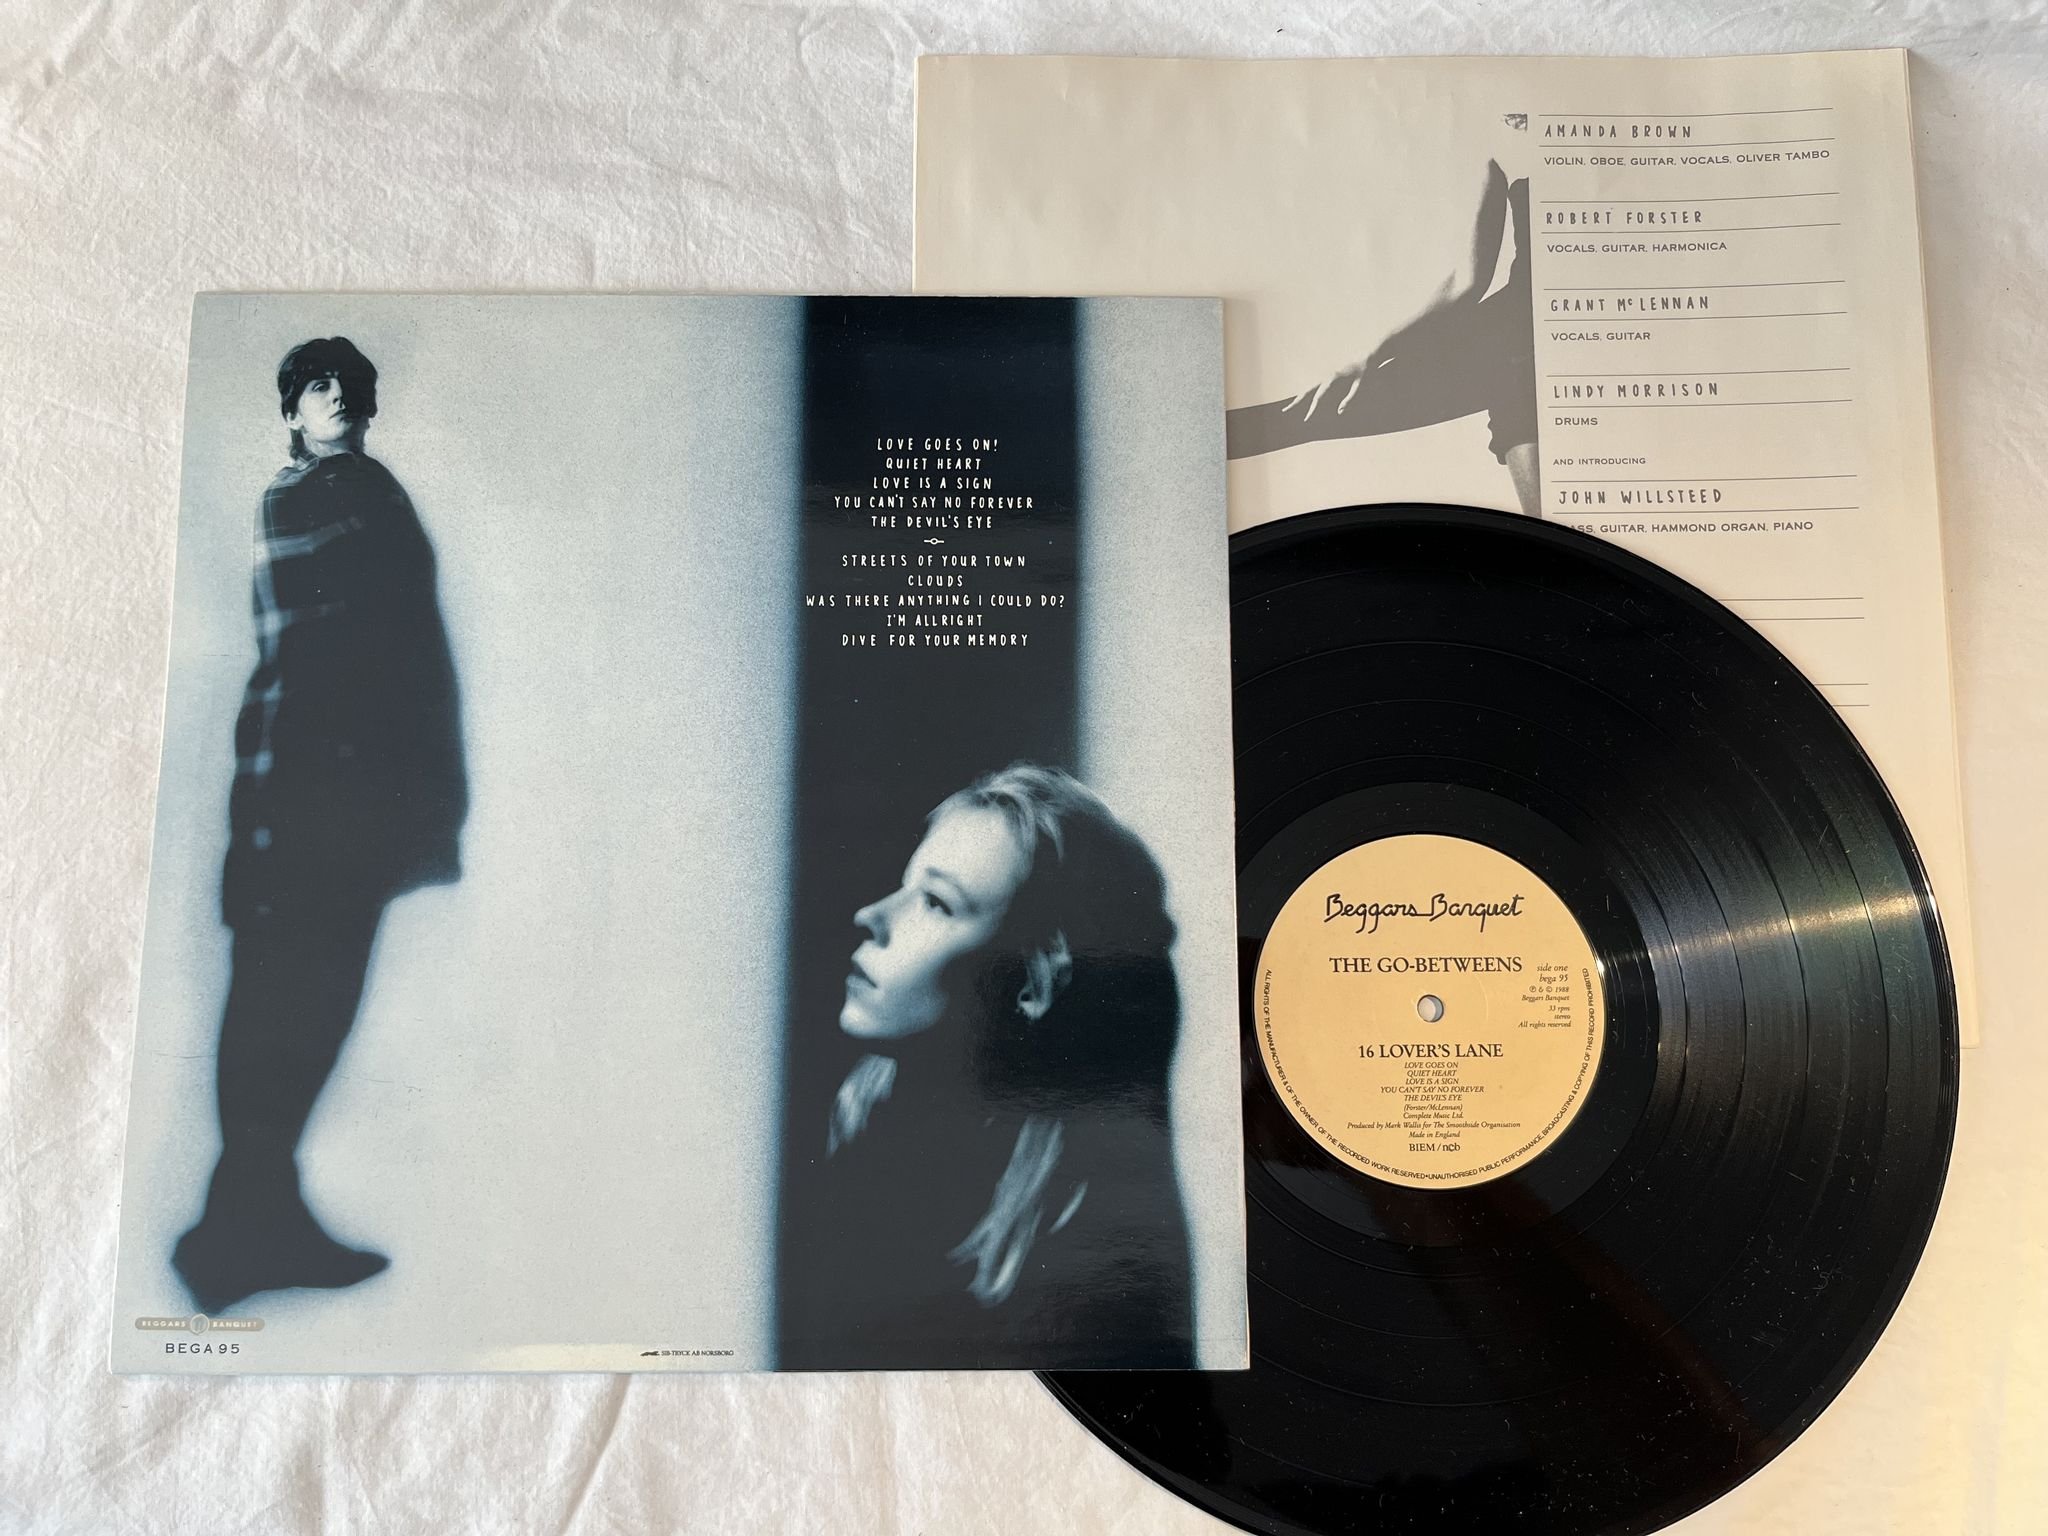 LOVE GOES ON!
QUIET HEART
LOVE IS A SIGN
YOU CAN'T SAY NO FOREVER
THE DEVIL'S EYE
STREETS OF YOUR TOWN
CLOUDS
WAS THERE ANYTHING I COULD DO?
I'M ALLRIGHT
DIVE FOR YOUR MEMORY
BEGGARS BANQUET
BEGA 95
SIB-TRYCK AB NORSBORG
AMANDA BROWN
VIOLIN, OBOE, GUITAR, VOCALS, OLIVER TAMBO
ROBERT FORSTER
VOCALS, GUITAR, HARMONICA
GRANT McLENNAN
VOCALS, GUITAR
LINDY MORRISON
DRUMS
AND INTRODUCING
JOHN WILLSTEED
GUITAR, HAMMOND ORGAN, PIANO
Beggars Banquet
THE GO-BETWEENS
side one
bega 95
℗ & © 1988
Beggars Banquet
33 rpm
stereo
All rights reserved
16 LOVER'S LANE
LOVE GOES ON
QUIET HEART
LOVE IS A SIGN
YOU CAN'T SAY NO FOREVER
THE DEVIL'S EYE
(Forster/McLennan)
Complete Music Ltd.
Produced by Mark Wallis for The Smoothside Organisation
Made in England
BIEM / ncb
ALL RIGHTS OF THE MANUFACTURER & OF THE OWNER OF THE RECORDED WORK RESERVED•UNAUTHORISED PUBLIC PERFORMANCE, BROADCASTING & COPYING OF THIS RECORD PROHIBITED